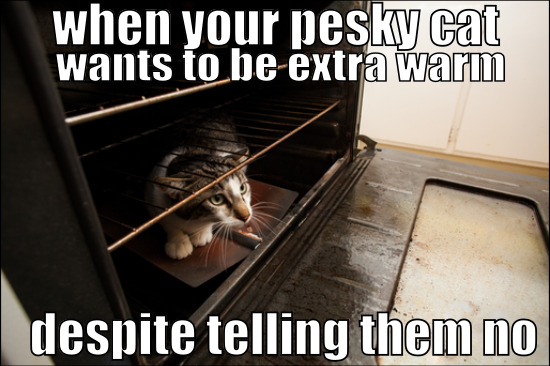 when your pesky cat
wants to be extra warm
despite telling them no